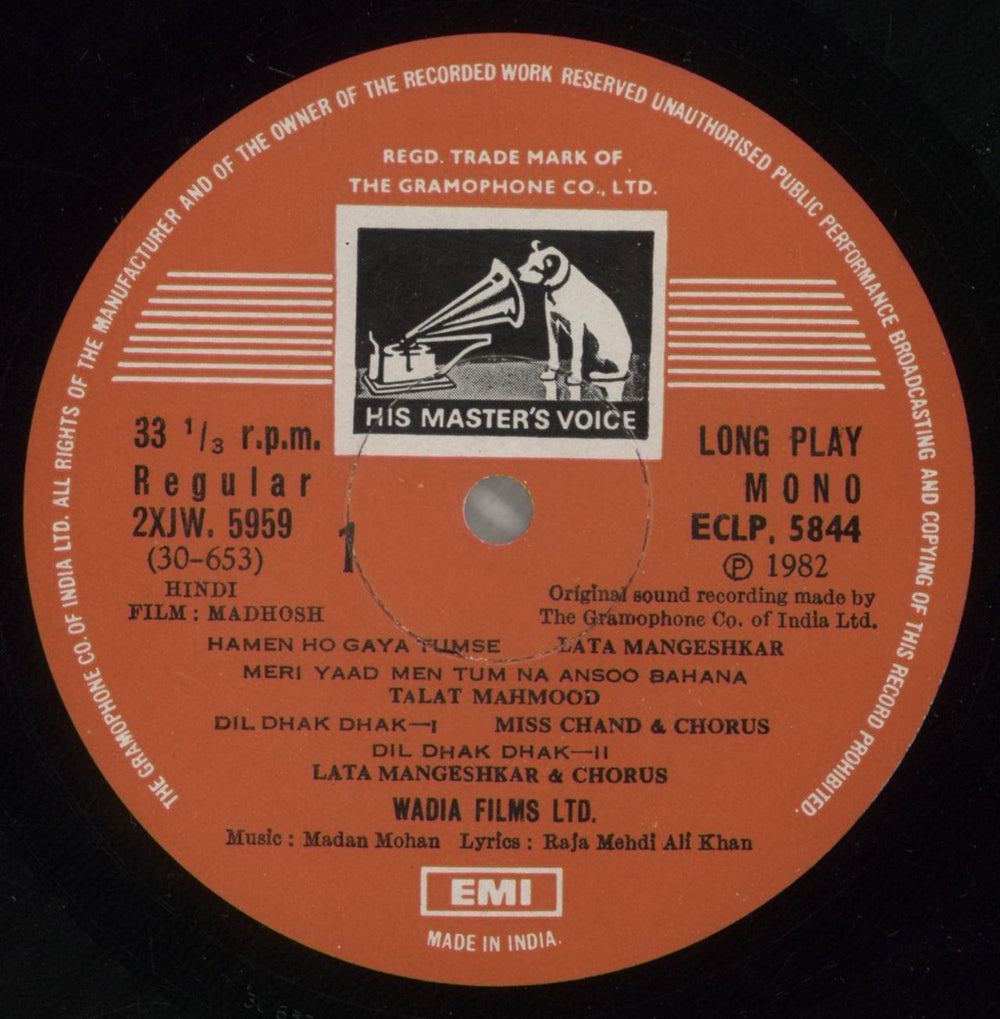 THE GRAMOPHONE CO. OF INDIA LTD. ALL RIGHTS OF THE MANUFACTURER AND OF THE OWNER OF THE RECORDED WORK RESERVED UNAUTHORISED PUBLIC PERFORMANCE BROADCASTING AND COPYING OF THIS RECORD PROHIBITED.
REGD. TRADE MARK OF
THE GRAMOPHONE CO., LTD.
HIS MASTER'S VOICE
33 1/3 r.p.m.
Regular
2XJW. 5959
(30-653)
1
LONG PLAY
MONO
ECLP. 5844
Ⓟ 1982
HINDI
FILM : MADHOSH
Original sound recording made by
The Gramophone Co. of India Ltd.
HAMEN HO GAYA TUMSE LATA MANGESHKAR
MERI YAAD MEN TUM NA ANSOO BAHANA
TALAT MAHMOOD
DIL DHAK DHAK—I MISS CHAND & CHORUS
DIL DHAK DHAK—II
LATA MANGESHKAR & CHORUS
WADIA FILMS LTD.
Music : Madan Mohan Lyrics : Raja Mehdi Ali Khan
EMI
MADE IN INDIA.